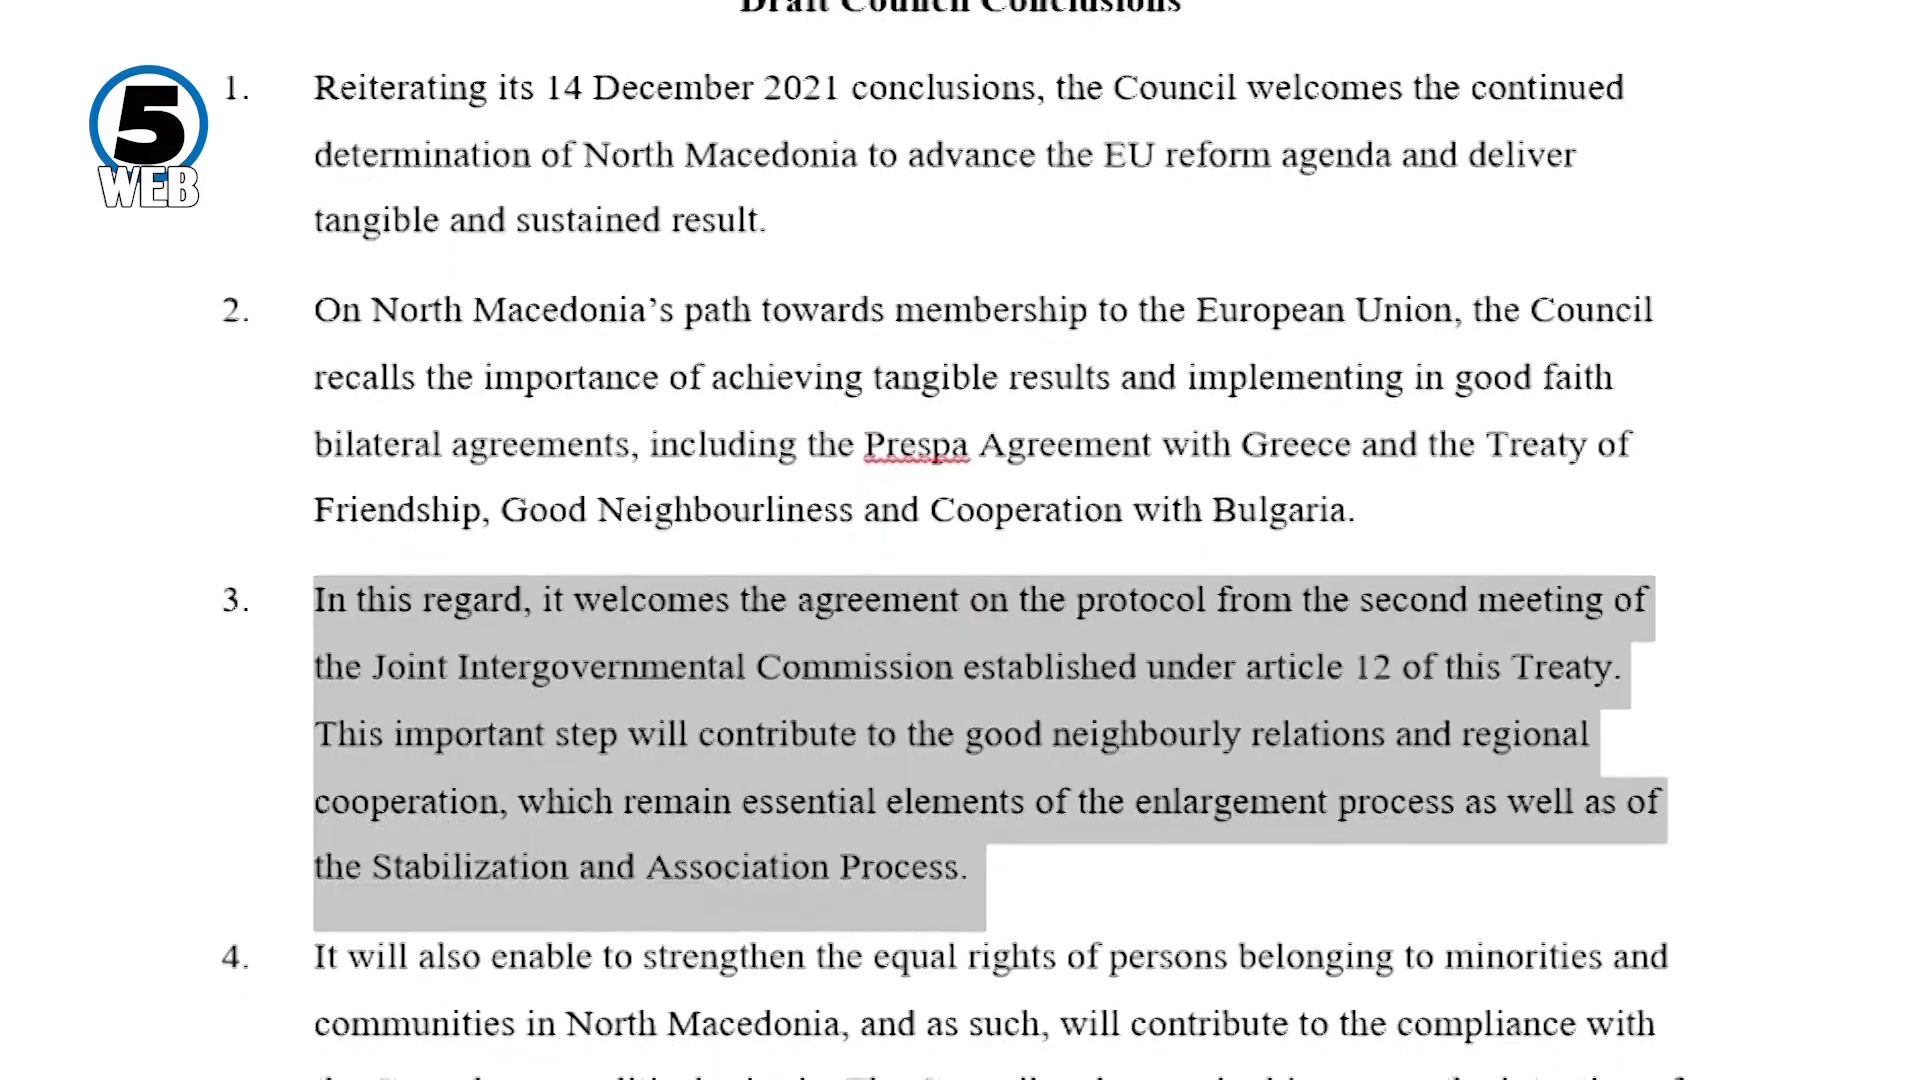 Draft Council Conclusions
5
WEB
1. Reiterating its 14 December 2021 conclusions, the Council welcomes the continued
determination of North Macedonia to advance the EU reform agenda and deliver
tangible and sustained result.
2. On North Macedonia’s path towards membership to the European Union, the Council
recalls the importance of achieving tangible results and implementing in good faith
bilateral agreements, including the Prespa Agreement with Greece and the Treaty of
Friendship, Good Neighbourliness and Cooperation with Bulgaria.
3. In this regard, it welcomes the agreement on the protocol from the second meeting of
the Joint Intergovernmental Commission established under article 12 of this Treaty.
This important step will contribute to the good neighbourly relations and regional
cooperation, which remain essential elements of the enlargement process as well as of
the Stabilization and Association Process.
4. It will also enable to strengthen the equal rights of persons belonging to minorities and
communities in North Macedonia, and as such, will contribute to the compliance with